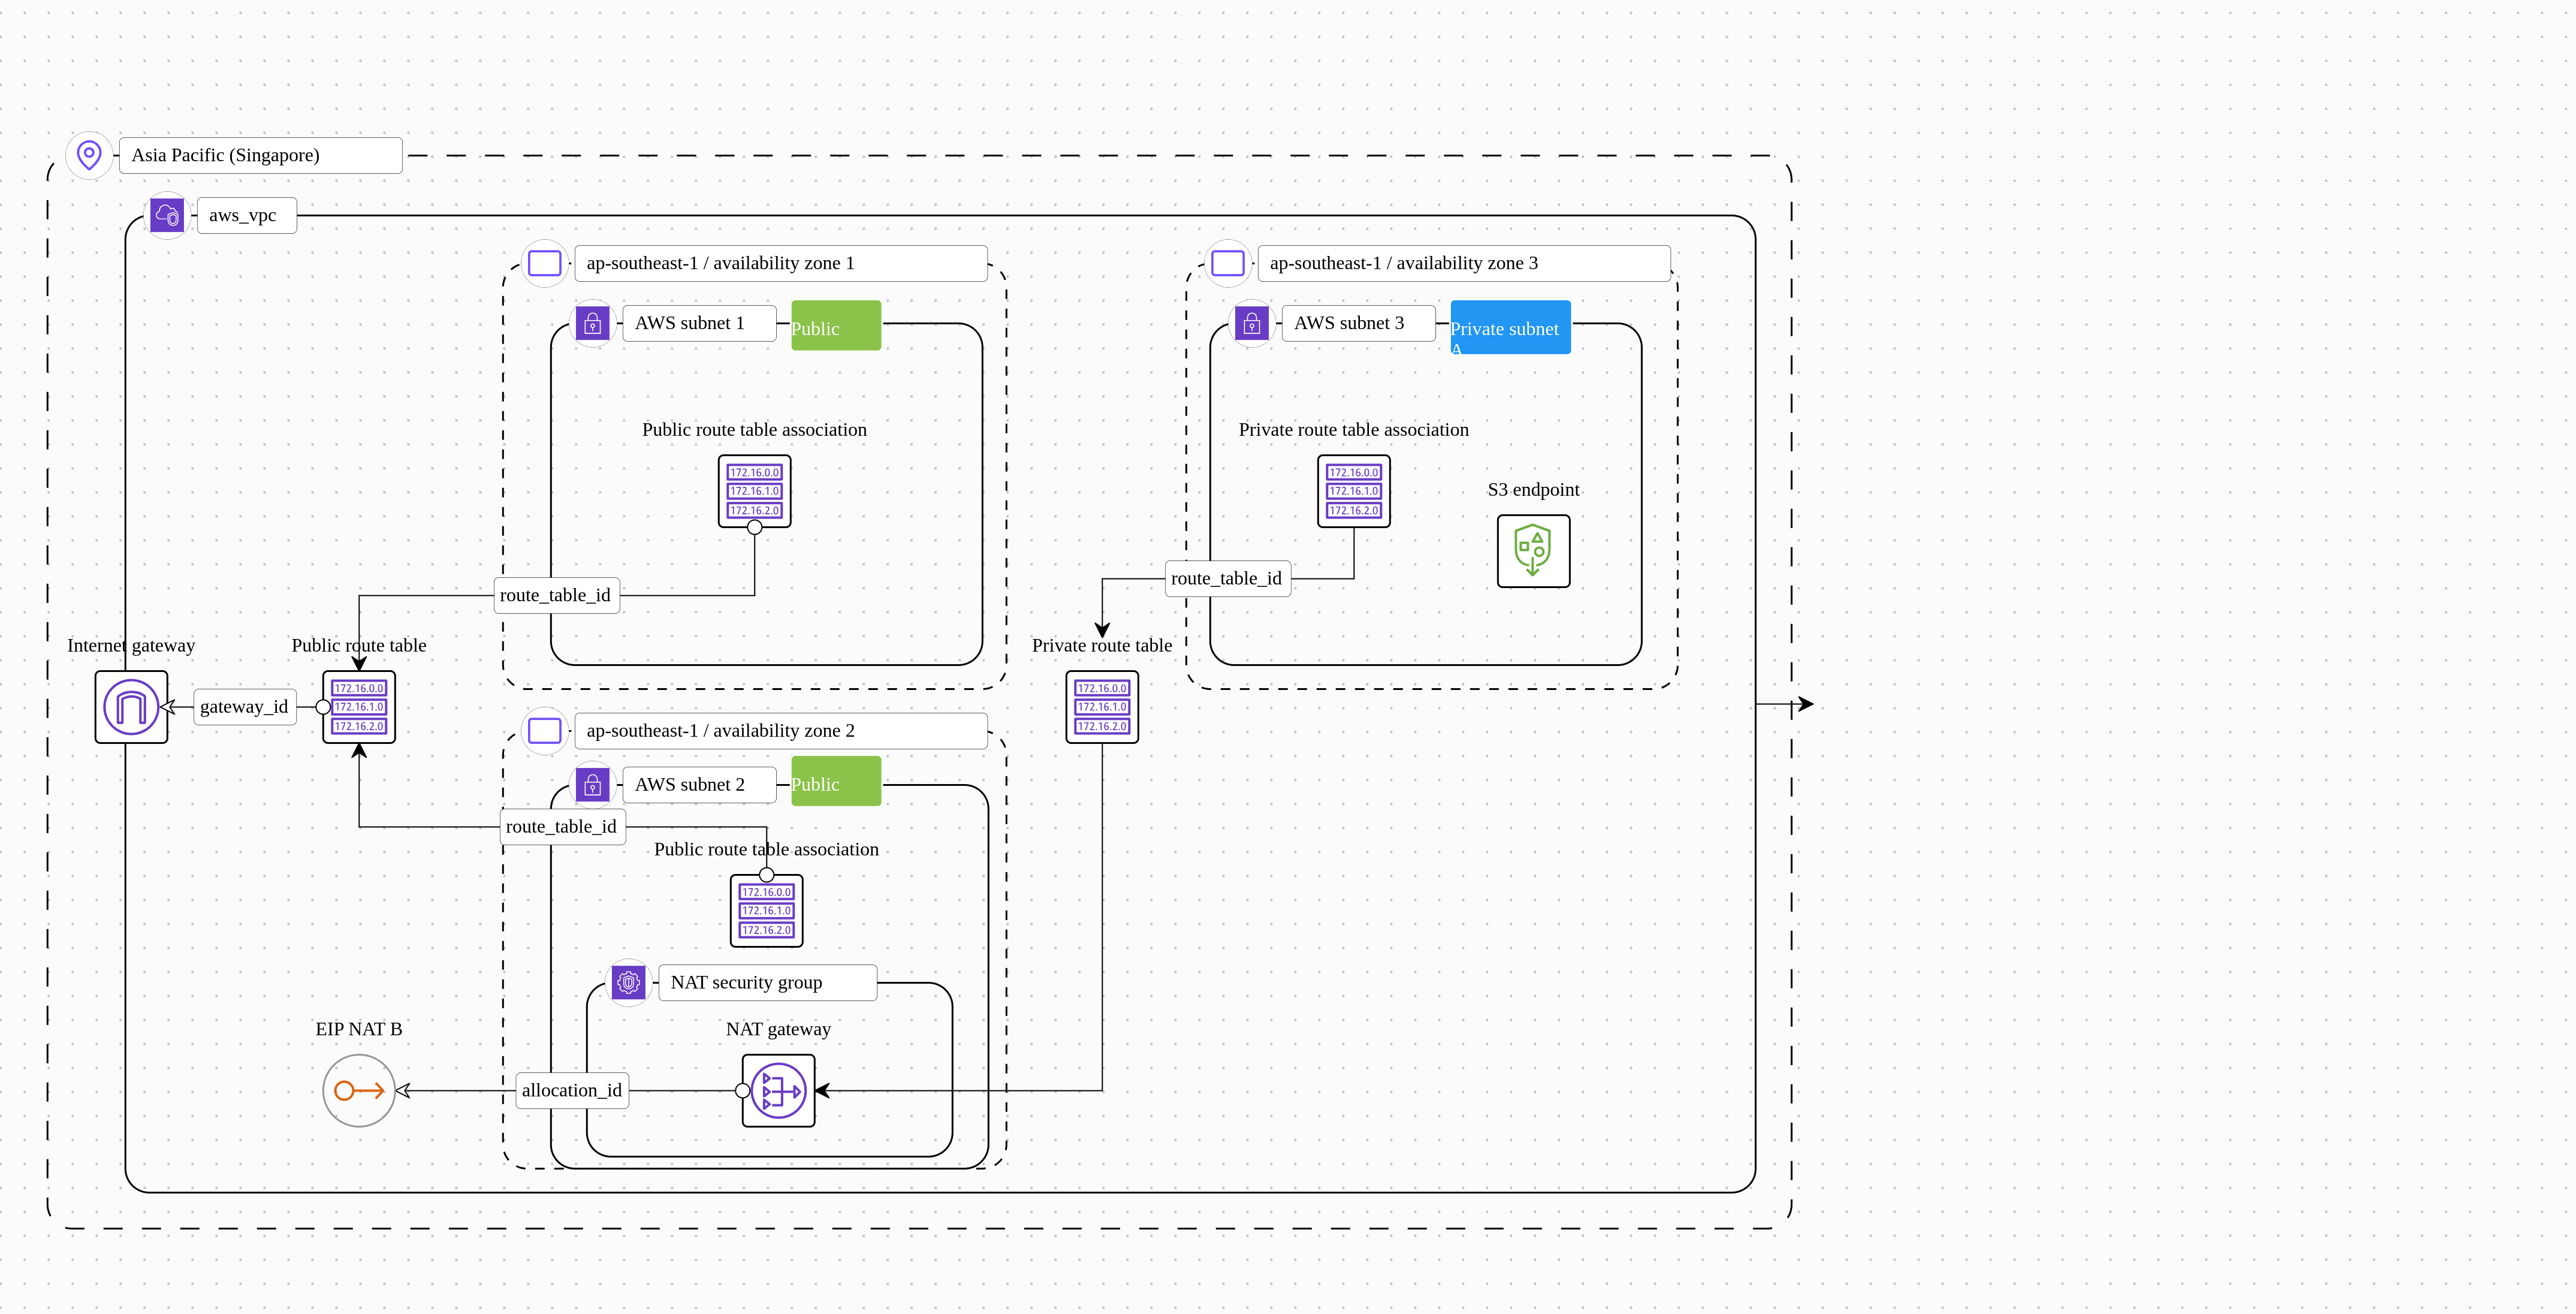 Asia Pacific (Singapore)
aws_vpc
ap-southeast-1 / availability zone 1
AWS subnet 1
Public
Public route table association
172.16.0.0
172.16.1.0
172.16.2.0
route_table_id
ap-southeast-1 / availability zone 3
AWS subnet 3
Private subnet
A
Private route table association
172.16.0.0
172.16.1.0
172.16.2.0
S3 endpoint
route_table_id
Internet gateway
gateway_id
Public route table
172.16.0.0
172.16.1.0
172.16.2.0
Private route table
172.16.0.0
172.16.1.0
172.16.2.0
ap-southeast-1 / availability zone 2
AWS subnet 2
Public
route_table_id
Public route table association
172.16.0.0
172.16.1.0
172.16.2.0
NAT security group
NAT gateway
EIP NAT B
allocation_id